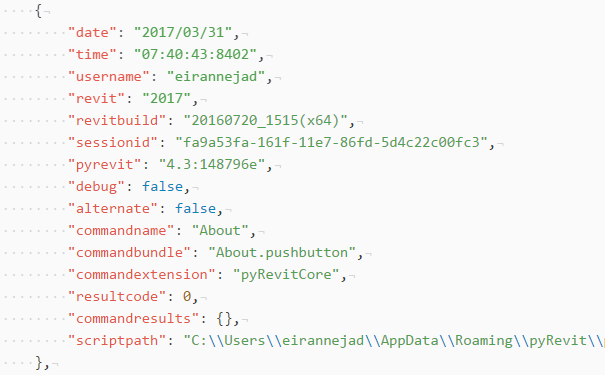 {
"date": "2017/03/31",
"time": "07:40:43:8402",
"username": "eirannejad",
"revit": "2017",
"revitbuild": "20160720_1515(x64)",
"sessionid": "fa9a53fa-161f-11e7-86fd-5d4c22c00fc3",
"pyrevit": "4.3:148796e",
"debug": false,
"alternate": false,
"commandname": "About",
"commandbundle": "About.pushbutton",
"commandextension": "pyRevitCore",
"resultcode": 0,
"commandresults": {},
"scriptpath": "C:\\Users\\eirannejad\\AppData\\Roaming\\pyRevit\\
},